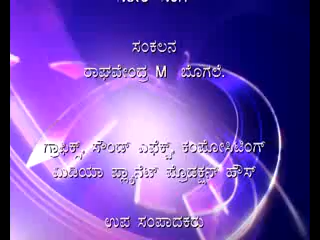 ಸಂಕಲನ
ರಾಘವೇಂದ್ರ M ಬೊಗಲೆ.
ಗ್ರಾಫಿಕ್ಸ್, ಸೌಂಡ್ ಎಫೆಕ್ಟ್, ಕಂಪೋಸಿಟಿಂಗ್
ಮಿಡಿಯಾ ಪ್ಲಾನೆಟ್ ಪ್ರೊಡಕ್ಷನ್ ಹೌಸ್
ಉಪ ಸಂಪಾದಕರು